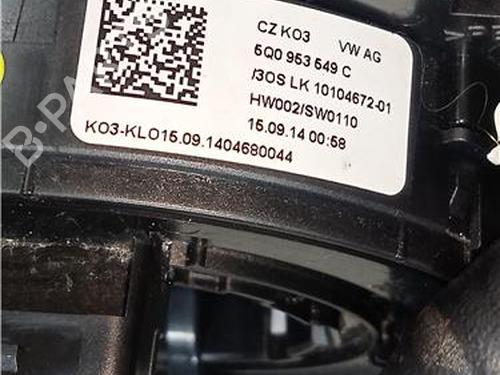 CZ KO3 VW AG
5Q0 953 549 C
/3OS LK 10104672-01
HW002/SW0110
15.09.14 00:58
KO3-KLO15.09.1404680044
B-PA